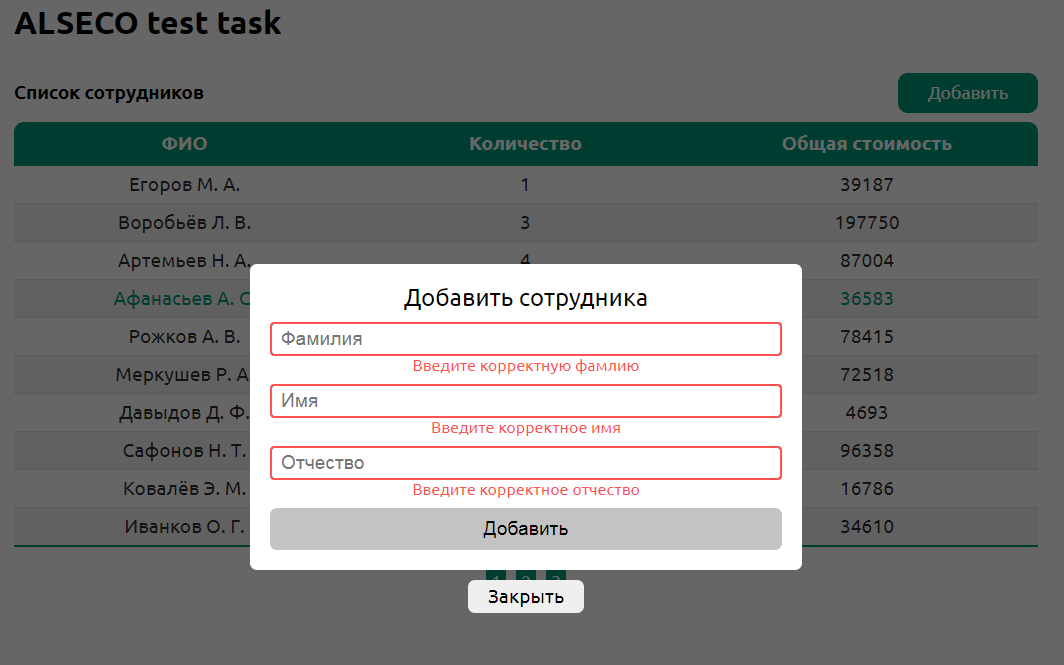 ALSECO test task
Список сотрудников
Добавить
ФИО Количество Общая стоимость
Егоров М. А. 1 39187
Воробьёв Л. В. 3 197750
Артемьев Н. А. 4 87004
Афанасьев А. С 36583
Рожков А. В. 78415
Меркушев Р. А 72518
Давыдов Д. Ф. 4693
Сафонов Н. Т. 96358
Ковалёв Э. М. 16786
Иванков О. Г. 34610
Добавить сотрудника
Фамилия
Введите корректную фамлию
Имя
Введите корректное имя
Отчество
Введите корректное отчество
Добавить
1 2 3
Закрыть